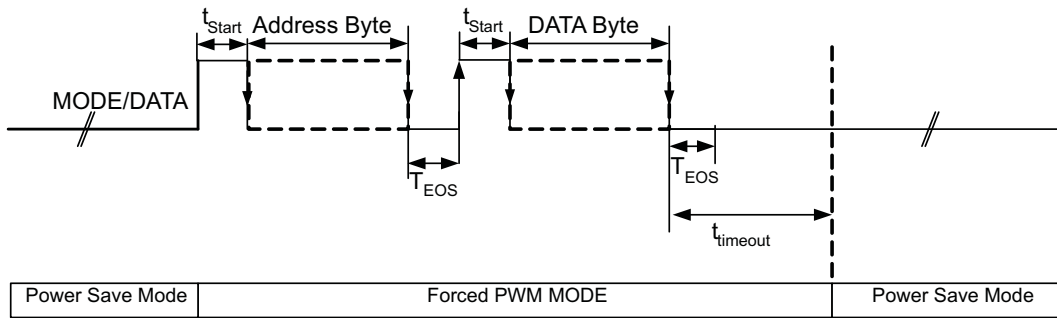 tStart
Address Byte
tStart
DATA Byte
MODE/DATA
TEOS
TEOS
ttimeout
Power Save Mode
Forced PWM MODE
Power Save Mode